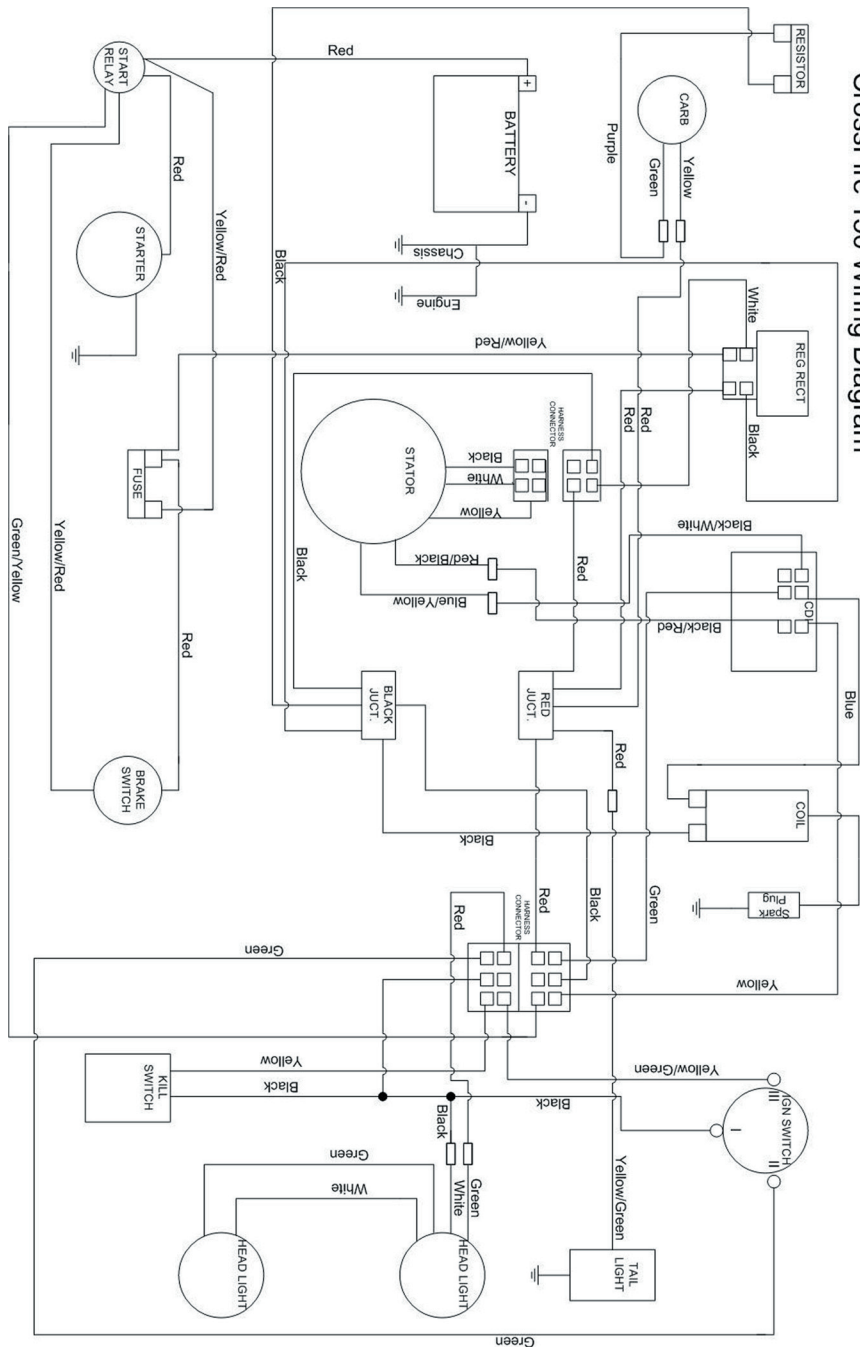 CrossFire 150 Wiring Diagram
RESISTOR
CARB
Purple
Green
Yellow
BATTERY
+
-
Red
START
RELAY
Red
STARTER
Yellow/Red
Black
Chassis
Engine
White
REG RECT
Black
Yellow/Red
Red
Red
HARNESS
CONNECTOR
STATOR
Black
White
Yellow
Red/Black
Blue/Yellow
FUSE
Green/Yellow
Yellow/Red
Red
Black
Red
Black/White
Black/Red
CDI
Blue
BLACK
JUCT.
RED
JUCT.
Red
BRAKE
SWITCH
COIL
Black
Spark
Plug
Red
Red
Black
Green
HARNESS
CONNECTOR
Green
Yellow
KILL
SWITCH
Yellow
Black
Yellow/Green
Black
IGN SWITCH
III
I
II
Black
Green
White
Green
White
HEAD LIGHT
HEAD LIGHT
Yellow/Green
TAIL
LIGHT
Green